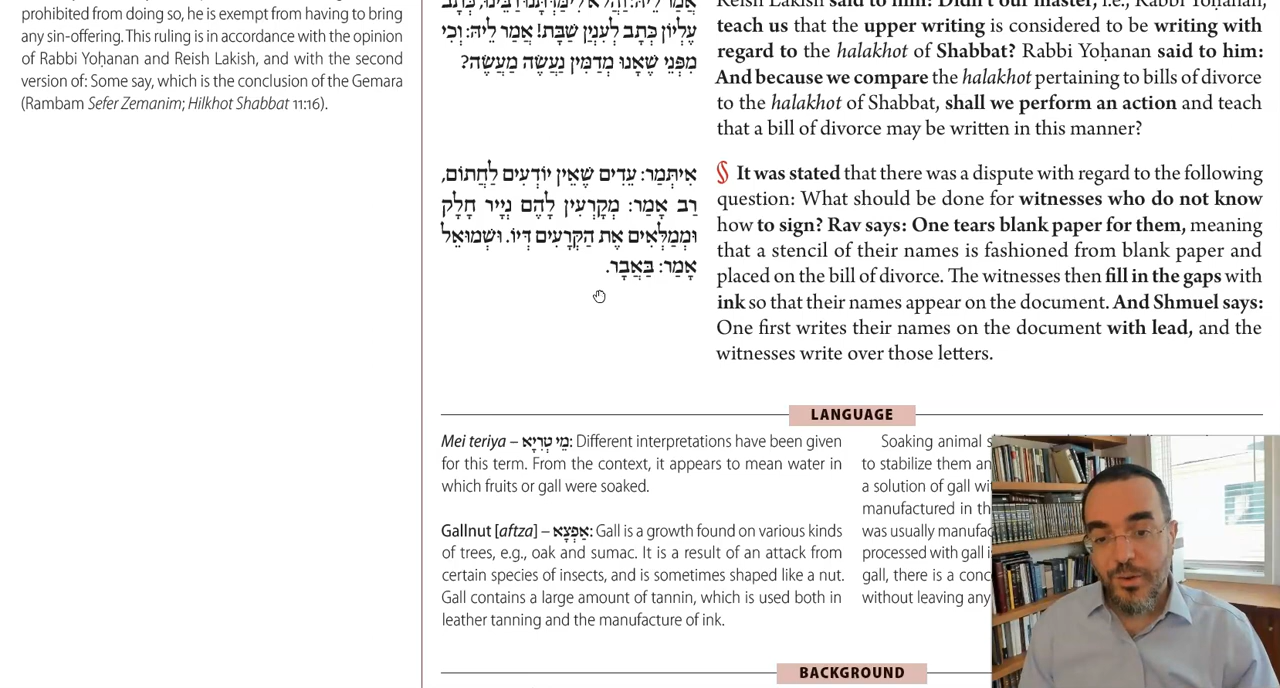 prohibited from doing so, he is exempt from having to bring
any sin-offering. This ruling is in accordance with the opinion
of Rabbi Yoḥanan and Reish Lakish, and with the second
version of: Some say, which is the conclusion of the Gemara
(Rambam Sefer Zemanim; Hilkhot Shabbat 11:16).
עֶלְיוֹן כְּתָב לְעִנְיַן שַׁבָּת! אֲמַר לֵיהּ: וְכִי
מִפְּנֵי שֶׁאָנוּ מְדַמִּין נַעֲשֶׂה מַעֲשֶׂה?
Reish Lakish said to him: Didn't our master, i.e., Rabbi Yoḥanan,
teach us that the upper writing is considered to be writing with
regard to the halakhot of Shabbat? Rabbi Yoḥanan said to him:
And because we compare the halakhot pertaining to bills of divorce
to the halakhot of Shabbat, shall we perform an action and teach
that a bill of divorce may be written in this manner?
אִיתְּמַר: עֵדִים שֶׁאֵין יוֹדְעִים לַחְתּוֹם,
רַב אָמַר: מְקָרְעִין לָהֶם נְיָיר חָלָק
וּמְמַלְּאִים אֶת הַקְּרָעִים דְּיוֹ. וּשְׁמוּאֵל
אָמַר: בַּאֲבָר.
§ It was stated that there was a dispute with regard to the following
question: What should be done for witnesses who do not know
how to sign? Rav says: One tears blank paper for them, meaning
that a stencil of their names is fashioned from blank paper and
placed on the bill of divorce. The witnesses then fill in the gaps with
ink so that their names appear on the document. And Shmuel says:
One first writes their names on the document with lead, and the
witnesses write over those letters.
LANGUAGE
Mei teriya – מֵי טַרְיָא: Different interpretations have been given
for this term. From the context, it appears to mean water in
which fruits or gall were soaked.
Gallnut [aftza] – אַפְצָא: Gall is a growth found on various kinds
of trees, e.g., oak and sumac. It is a result of an attack from
certain species of insects, and is sometimes shaped like a nut.
Gall contains a large amount of tannin, which is used both in
leather tanning and the manufacture of ink.
Soaking animal
to stabilize them
a solution of gall
manufactured in
was usually
processed with gall
gall, there is a
without leaving any
BACKGROUND